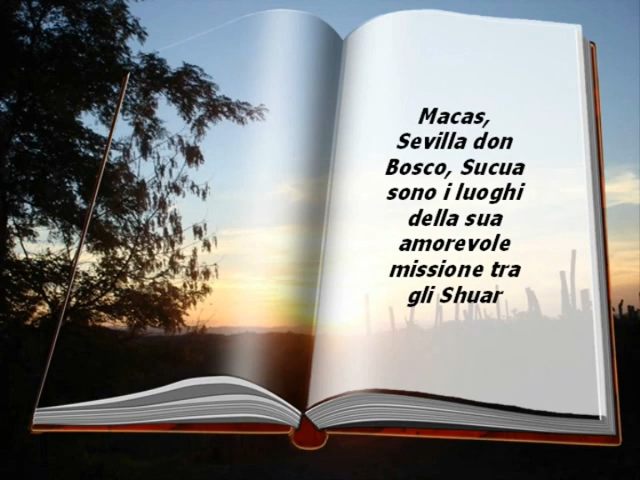 Macas,
Sevilla don
Bosco, Sucua
sono i luoghi
della sua
amorevole
missione tra
gli Shuar